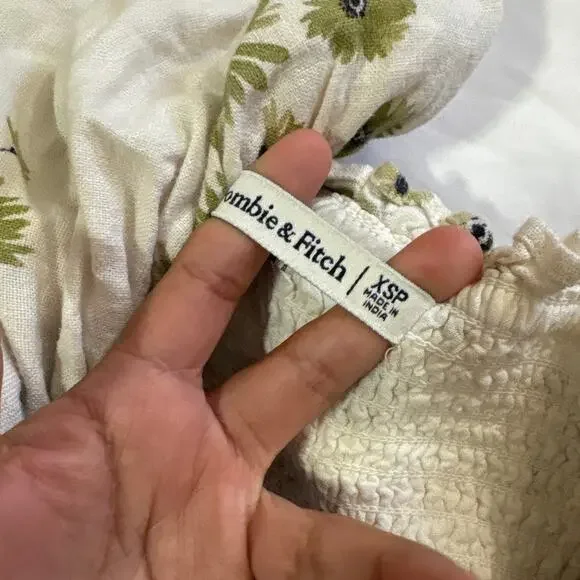 ombie & Fitch
XSP
MADE IN
INDIA